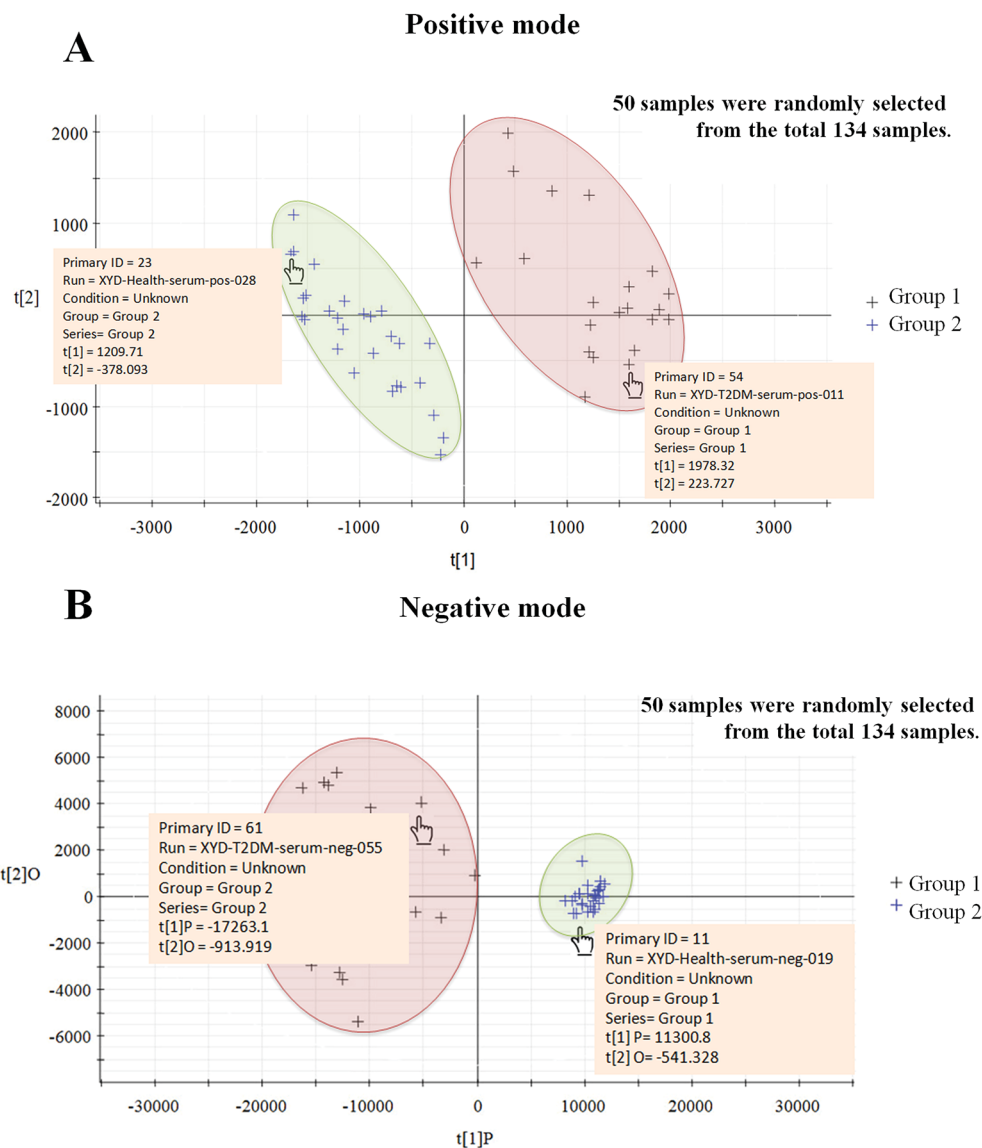 Positive mode
A
50 samples were randomly selected
from the total 134 samples.
2000
1000
Primary ID = 23
Run = XYD-Health-serum-pos-028
Condition = Unknown
Group = Group 2
Series= Group 2
t[1] = 1209.71
t[2] = -378.093
t[2]
Group 1
Group 2
Primary ID = 54
Run = XYD-T2DM-serum-pos-011
Condition = Unknown
Group = Group 1
Series= Group 1
t[1] = 1978.32
t[2] = 223.727
-1000
-2000
-3000 -2000 -1000 0 1000 2000 3000
t[1]
B
Negative mode
50 samples were randomly selected
from the total 134 samples.
8000
6000
4000
2000
0
-2000
-4000
-6000
t[2]O
Primary ID = 61
Run = XYD-T2DM-serum-neg-055
Condition = Unknown
Group = Group 2
Series= Group 2
t[1]P = -17263.1
t[2]O = -913.919
Group 1
Group 2
Primary ID = 11
Run = XYD-Health-serum-neg-019
Condition = Unknown
Group = Group 1
Series= Group 1
t[1] P= 11300.8
t[2] O= -541.328
-30000 -20000 -10000 0 10000 20000 30000
t[1]P